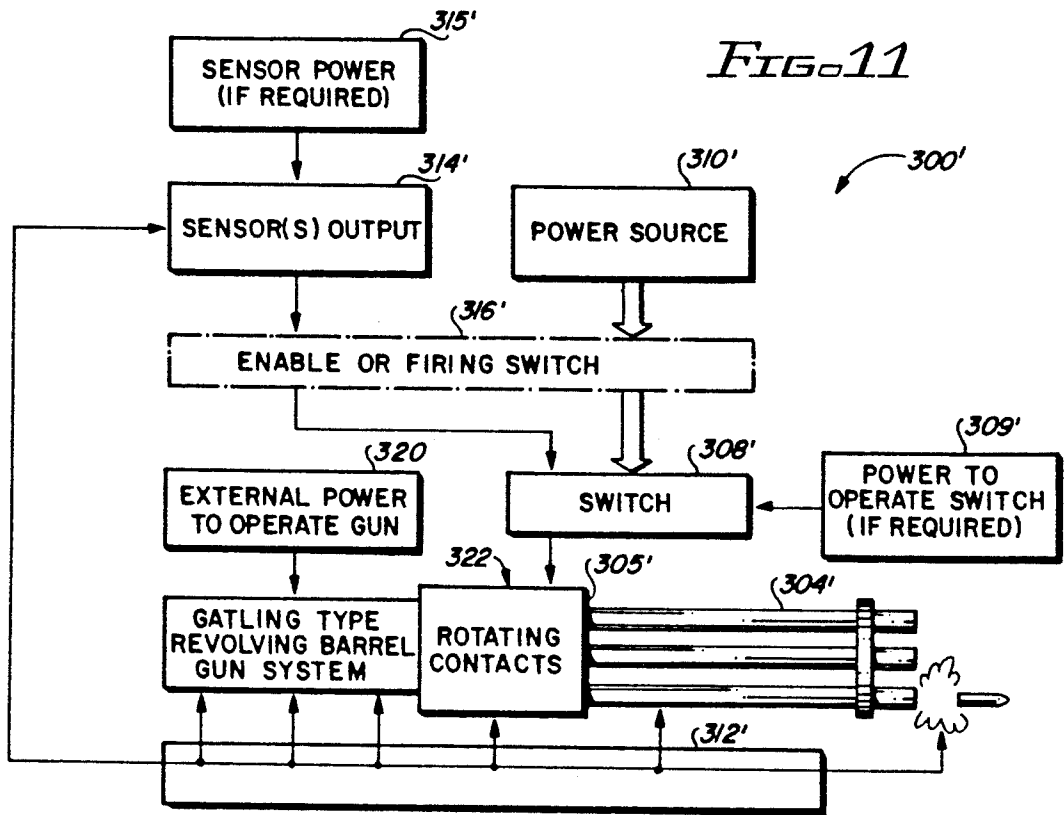 FIG. 11
315'
SENSOR POWER
(IF REQUIRED)
314'
SENSOR(S) OUTPUT
310'
POWER SOURCE
300'
316'
ENABLE OR FIRING SWITCH
320
EXTERNAL POWER
TO OPERATE GUN
308'
SWITCH
309'
POWER TO
OPERATE SWITCH
(IF REQUIRED)
322
305'
304'
GATLING TYPE
REVOLVING BARREL
GUN SYSTEM
ROTATING
CONTACTS
312'